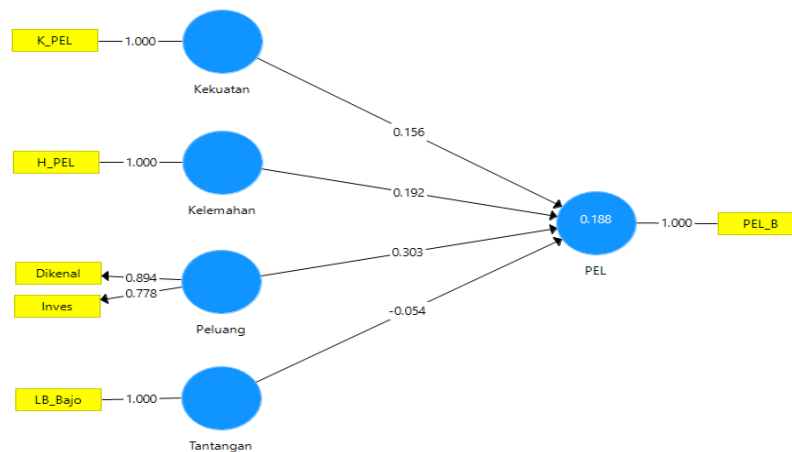 K_PEL
1.000
Kekuatan
0.156
H_PEL
1.000
Kelemahan
0.192
0.188
1.000
PEL_B
PEL
Dikenal
0.894
0.303
Inves
0.778
Peluang
-0.054
LB_Bajo
1.000
Tantangan